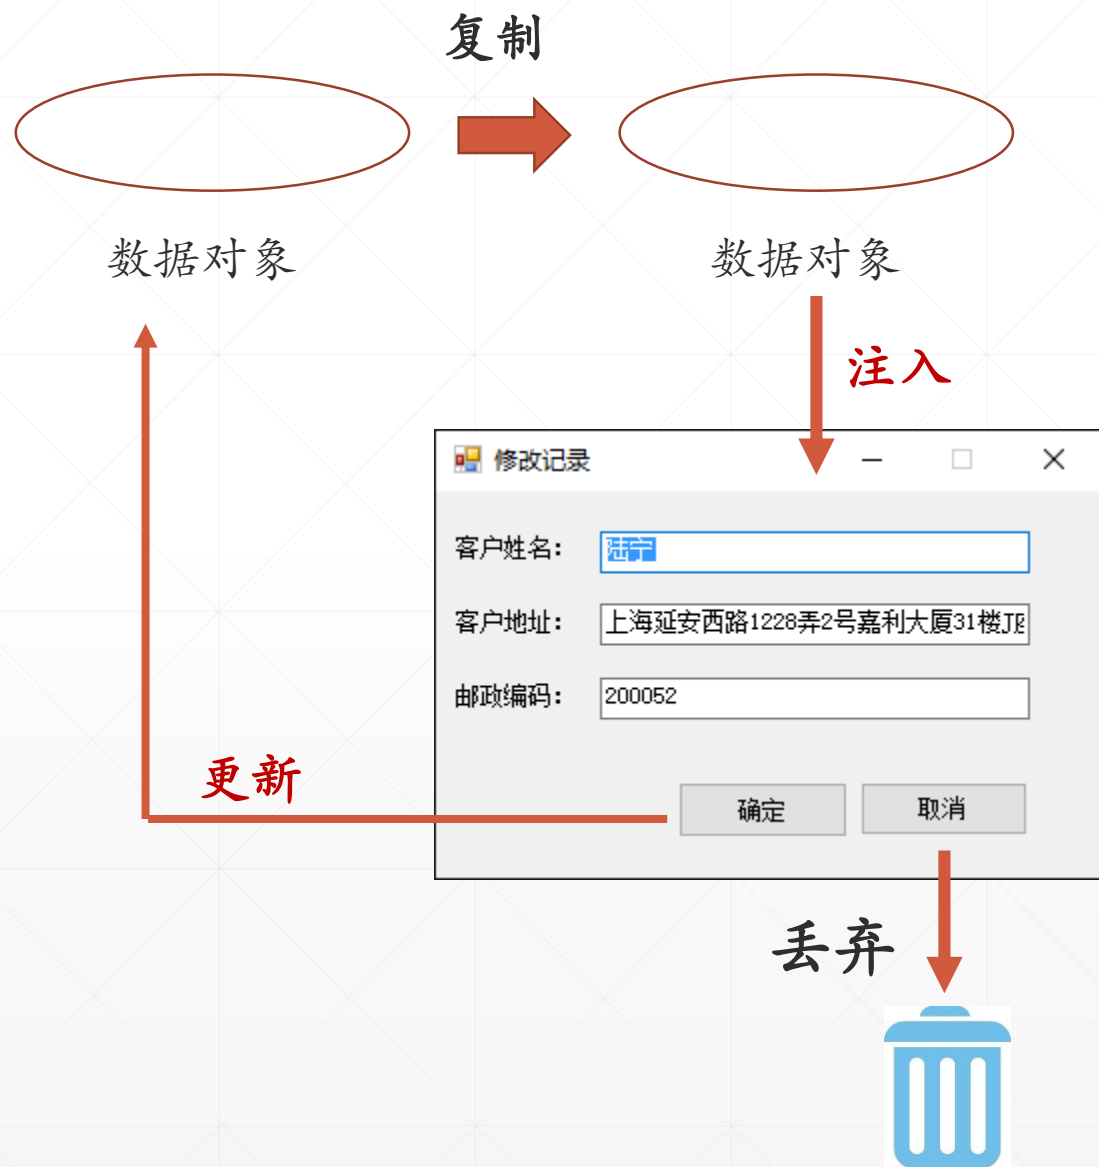 复制
数据对象
数据对象
注入
修改记录
客户姓名：
陆宁
客户地址：
上海延安西路1228弄2号嘉利大厦31楼J
邮政编码：
200052
更新
确定
取消
丢弃